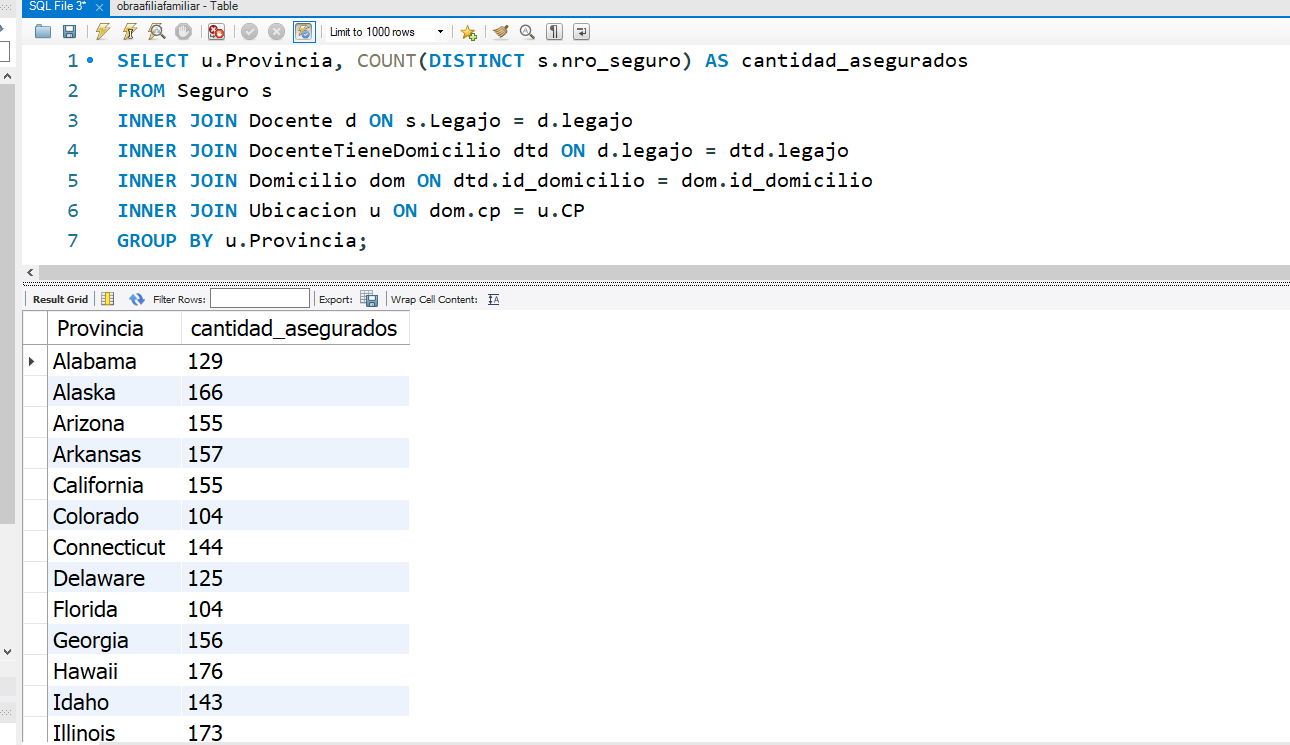 SQL File 3* × obraafiliafamiliar - Table
Limit to 1000 rows
1 SELECT u.Provincia, COUNT(DISTINCT s.nro_seguro) AS cantidad_asegurados
2 FROM Seguro s
3 INNER JOIN Docente d ON s.Legajo = d.legajo
4 INNER JOIN DocenteTieneDomicilio dtd ON d.legajo = dtd.legajo
5 INNER JOIN Domicilio dom ON dtd.id_domicilio = dom.id_domicilio
6 INNER JOIN Ubicacion u ON dom.cp = u.CP
7 GROUP BY u.Provincia;
Result Grid Filter Rows: Export: Wrap Cell Content: IA
Provincia cantidad_asegurados
Alabama 129
Alaska 166
Arizona 155
Arkansas 157
California 155
Colorado 104
Connecticut 144
Delaware 125
Florida 104
Georgia 156
Hawaii 176
Idaho 143
Illinois 173